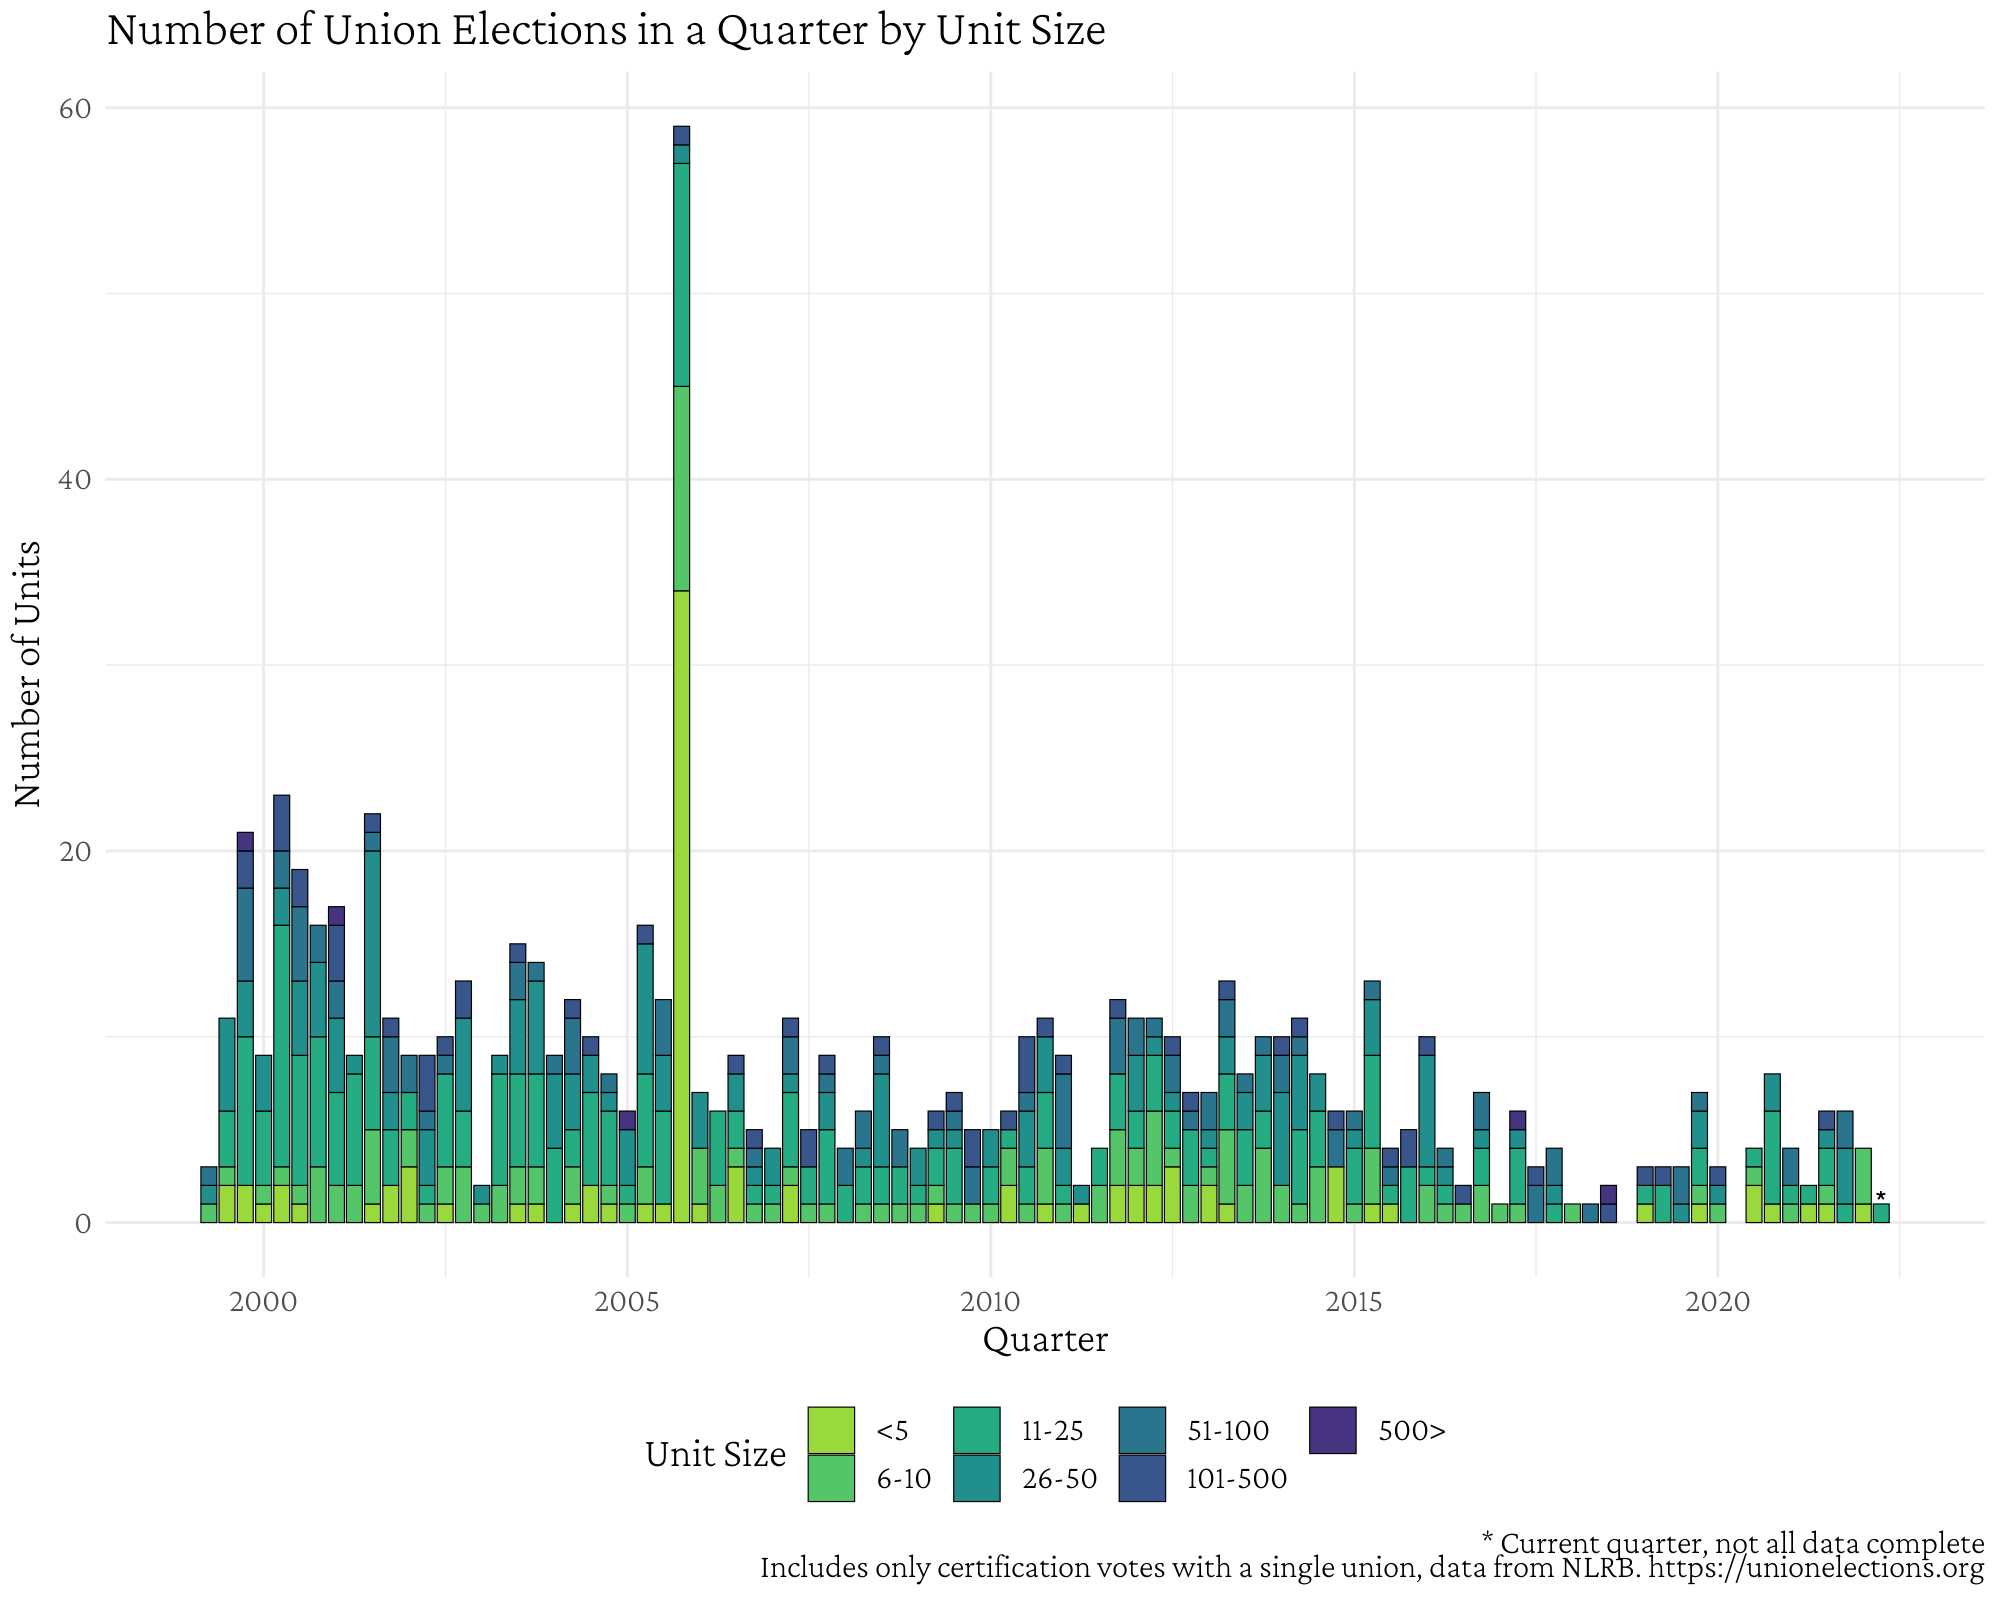 Number of Union Elections in a Quarter by Unit Size
Number of Units
60
40
20
0
*
2000 2005 2010 2015 2020
Quarter
Unit Size
<5 11-25 51-100 500>
6-10 26-50 101-500
* Current quarter, not all data complete
Includes only certification votes with a single union, data from NLRB. https://unionelections.org